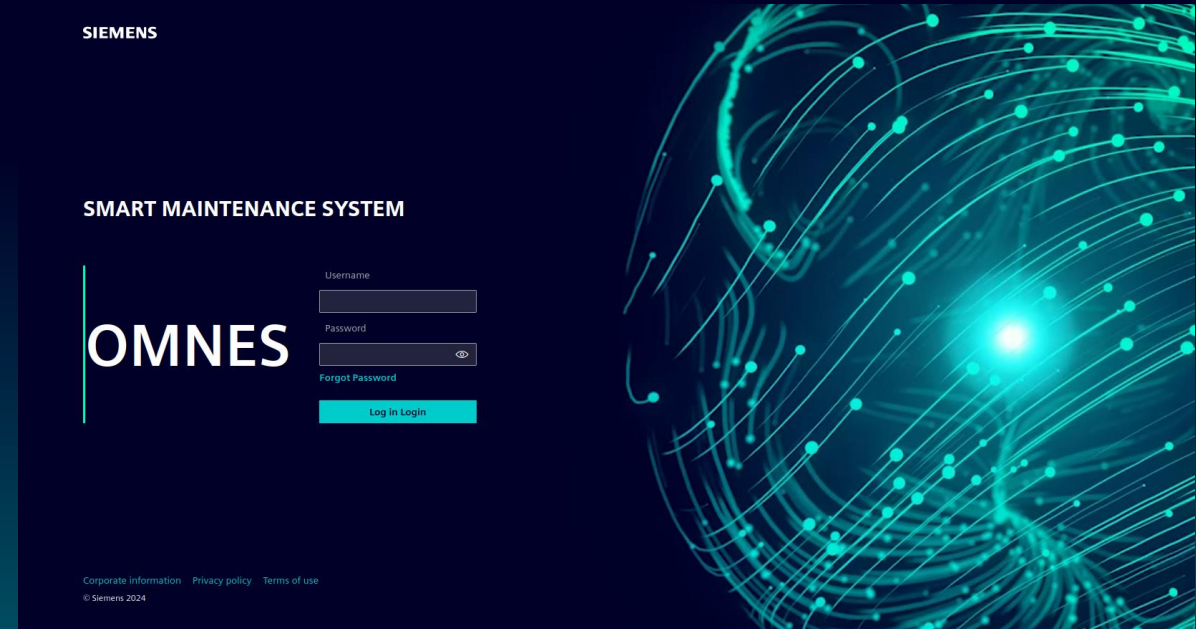 SIEMENS
SMART MAINTENANCE SYSTEM
OMNES
Username
Password
Forgot Password
Log in Login
Corporate information Privacy policy Terms of use
© Siemens 2024